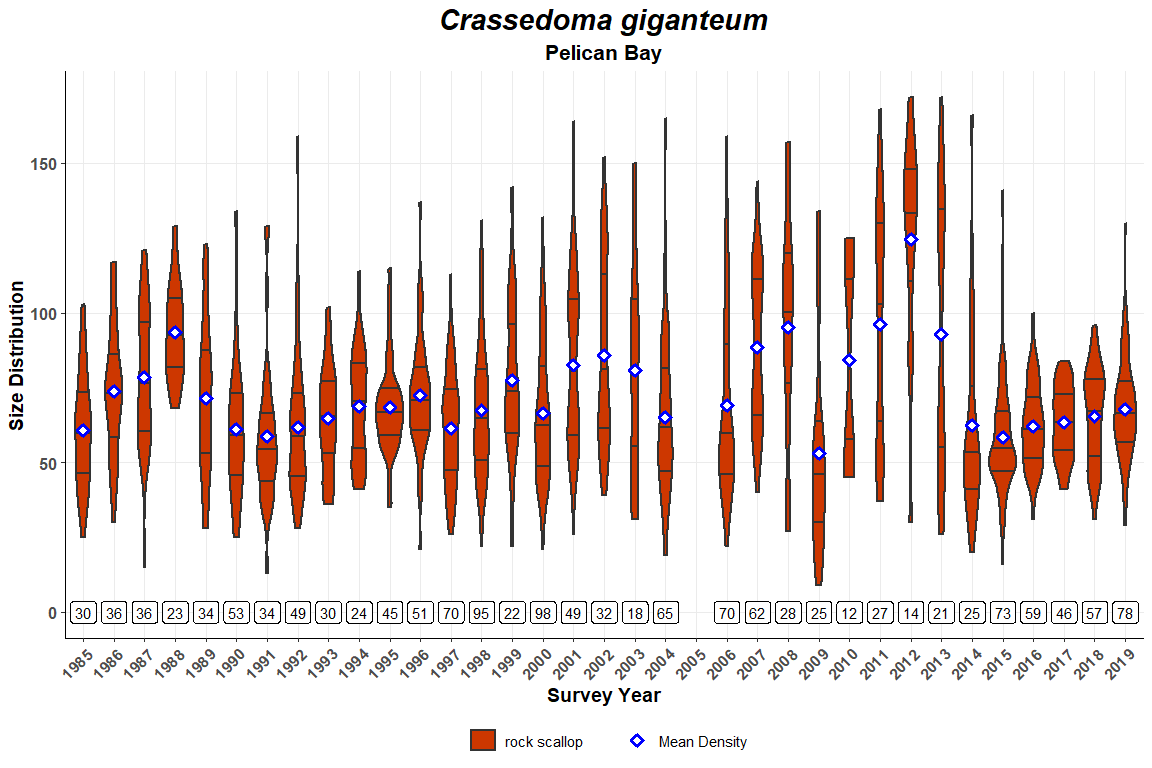 Crassedoma giganteum
Pelican Bay
Size Distribution
150
100
50
0
30 36 36 23 34 53 34 49 30 24 45 51 70 95 22 98 49 32 18 65 70 62 28 25 12 27 14 21 25 73 59 46 57 78
1985 1986 1987 1988 1989 1990 1991 1992 1993 1994 1995 1996 1997 1998 1999 2000 2001 2002 2003 2004 2005 2006 2007 2008 2009 2010 2011 2012 2013 2014 2015 2016 2017 2018 2019
Survey Year
rock scallop Mean Density